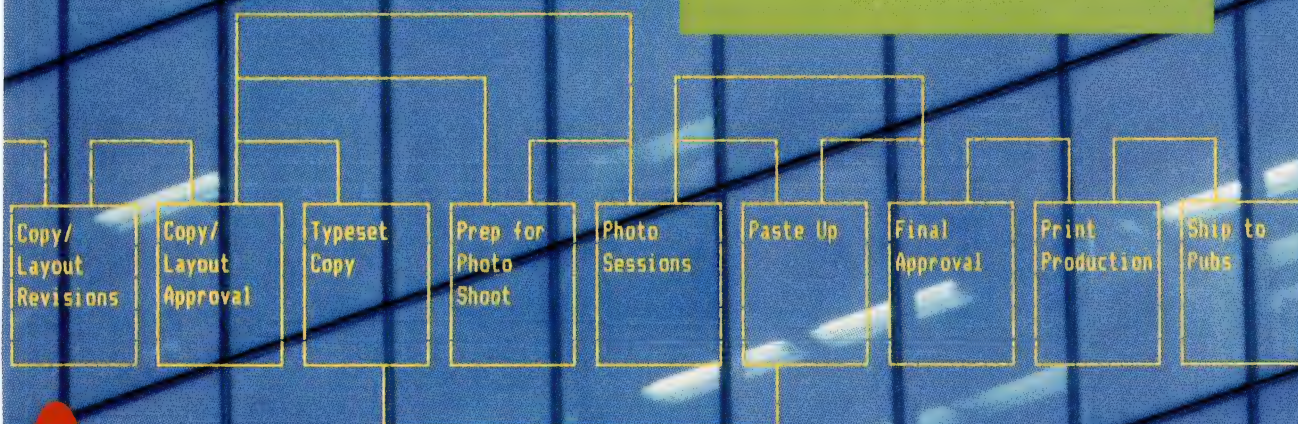 Copy/
Layout
Revisions
Copy/
Layout
Approval
Typeset
Copy
Prep for
Photo
Shoot
Photo
Sessions
Paste Up
Final
Approval
Print
Production
Ship to
Pubs